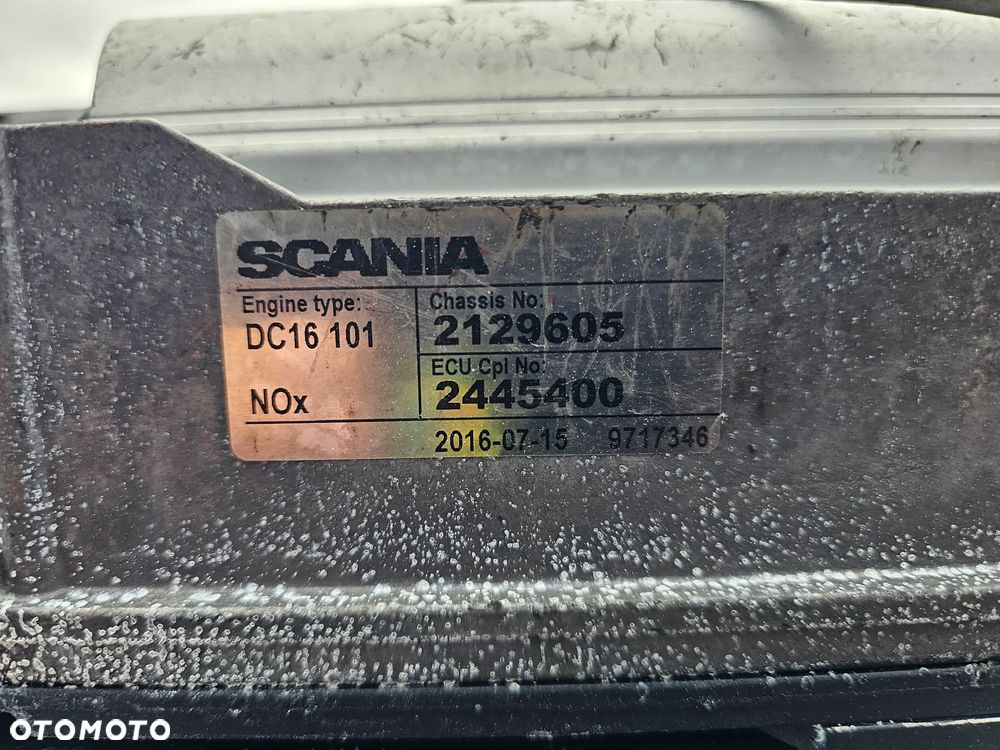 SCANIA
Engine type:
DC16 101
NOx
Chassis No:
2129605
ECU Cpl No:
2445400
2016-07-15 9717346
OTOMOTO